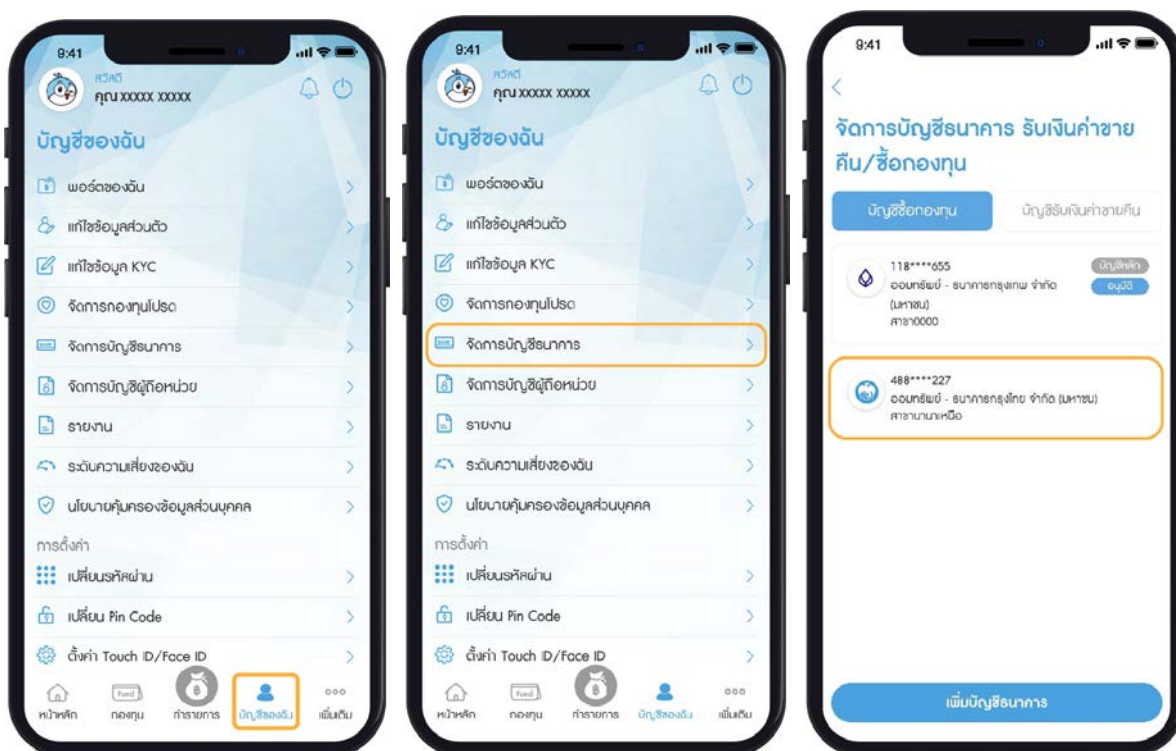 9:41
สวัสดี
คุณ xxxxx xxxxx
บัญชีของฉัน
พอร์ตของฉัน
แก้ไขข้อมูลส่วนตัว
แก้ไขข้อมูล KYC
จัดการกองทุนโปรด
จัดการบัญชีธนาคาร
จัดการบัญชีผู้ถือหน่วย
รายงาน
ระดับความเสี่ยงของฉัน
นโยบายคุ้มครองข้อมูลส่วนบุคคล
การตั้งค่า
เปลี่ยนรหัสผ่าน
เปลี่ยน Pin Code
ตั้งค่า Touch ID/Face ID
หน้าหลัก
Fund
กองทุน
ทำรายการ
บัญชีของฉัน
เพิ่มเติม
9:41
สวัสดี
คุณ xxxxx xxxxx
บัญชีของฉัน
พอร์ตของฉัน
แก้ไขข้อมูลส่วนตัว
แก้ไขข้อมูล KYC
จัดการกองทุนโปรด
จัดการบัญชีธนาคาร
จัดการบัญชีผู้ถือหน่วย
รายงาน
ระดับความเสี่ยงของฉัน
นโยบายคุ้มครองข้อมูลส่วนบุคคล
การตั้งค่า
เปลี่ยนรหัสผ่าน
เปลี่ยน Pin Code
ตั้งค่า Touch ID/Face ID
หน้าหลัก
Fund
กองทุน
ทำรายการ
บัญชีของฉัน
เพิ่มเติม
9:41
จัดการบัญชีธนาคาร รับเงินค่าขาย
คืน/ซื้อกองทุน
บัญชีซื้อกองทุน
บัญชีรับเงินค่าขายคืน
118****655
บัญชีหลัก
ออมทรัพย์ - ธนาคารกรุงเทพ จำกัด
อนุมัติ
(มหาชน)
สาขา0000
488****227
ออมทรัพย์ - ธนาคารกรุงไทย จำกัด (มหาชน)
สาขานานาเหนือ
เพิ่มบัญชีธนาคาร